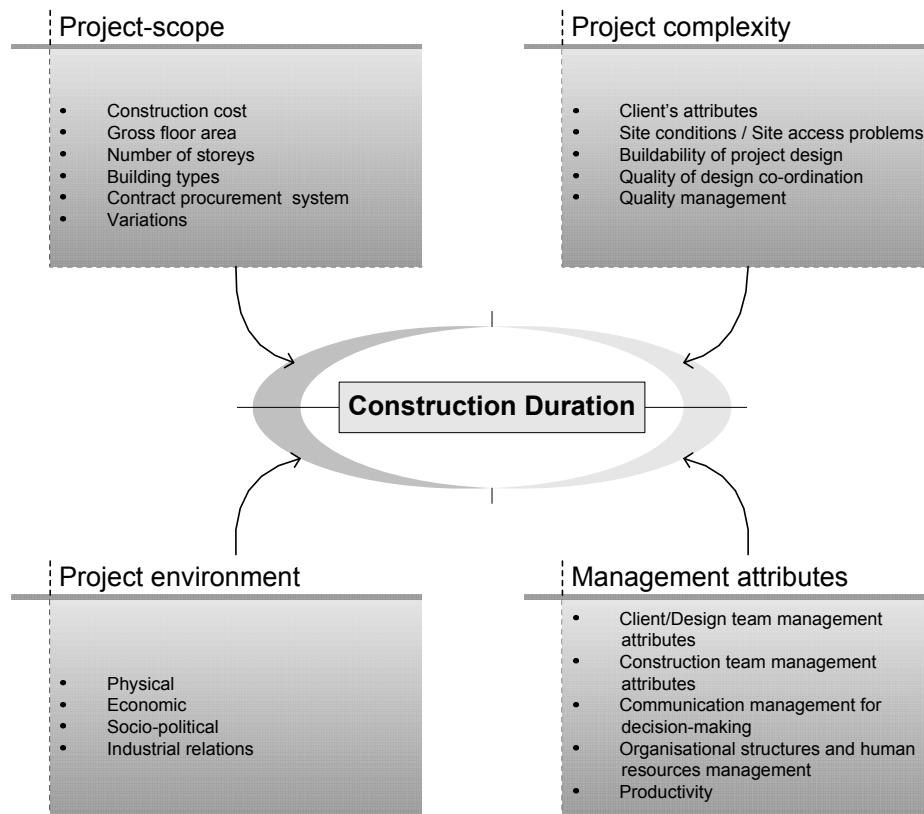 Project-scope
• Construction cost
• Gross floor area
• Number of storeys
• Building types
• Contract procurement system
• Variations
Project complexity
• Client's attributes
• Site conditions / Site access problems
• Buildability of project design
• Quality of design co-ordination
• Quality management
Construction Duration
Project environment
• Physical
• Economic
• Socio-political
• Industrial relations
Management attributes
• Client/Design team management
attributes
• Construction team management
attributes
• Communication management for
decision-making
• Organisational structures and human
resources management
• Productivity